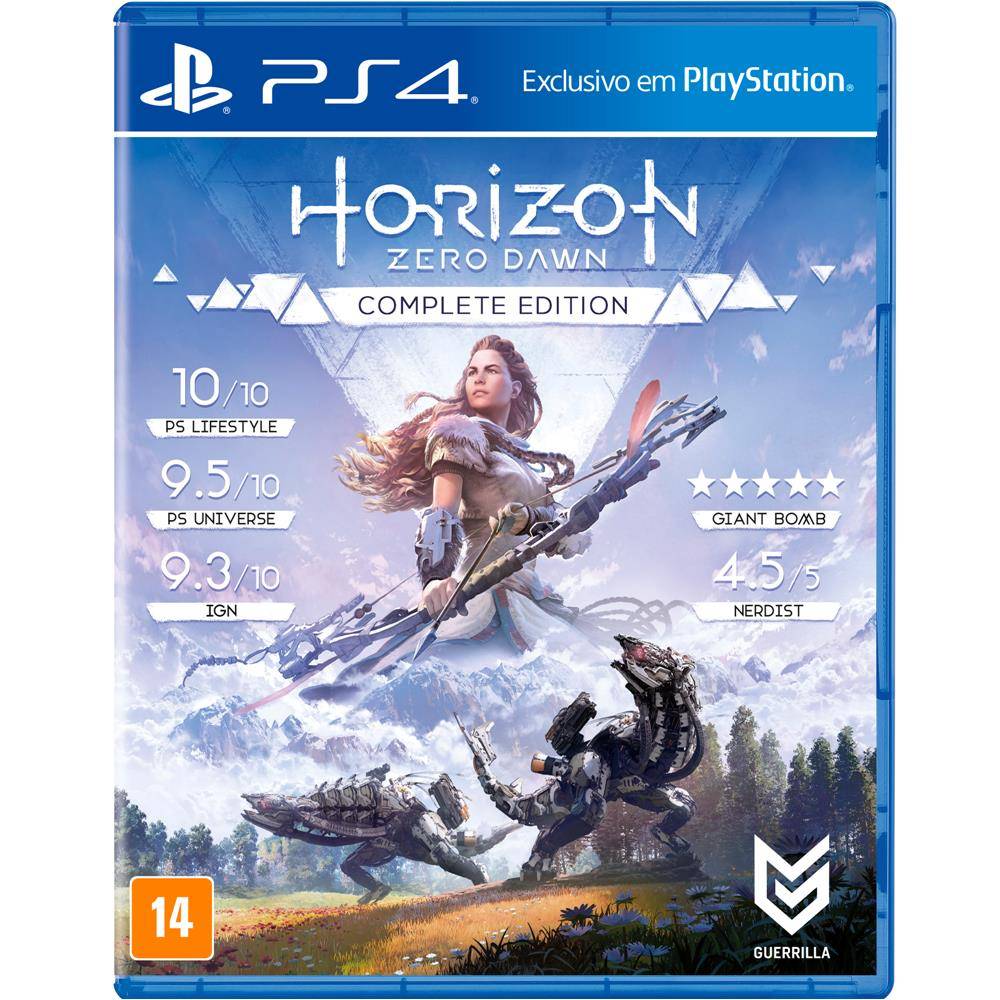 PS4 Exclusivo em PlayStation
HORIZON
ZERO DAWN
COMPLETE EDITION
10/10
PS LIFESTYLE
9.5/10
PS UNIVERSE
9.3/10
IGN
★★★★★
GIANT BOMB
4.5/5
NERDIST
14
GUERRILLA